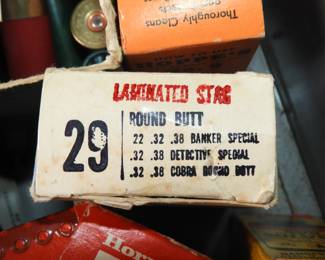 Thoroughly Cleans
LAMINATED STAG
29
ROUND BUTT
22 .32 .38 BANKER SPECIAL
.32 .38 DETECTIVE SPECIAL
.32 .38 COBRA ROUND BUTT
Hor